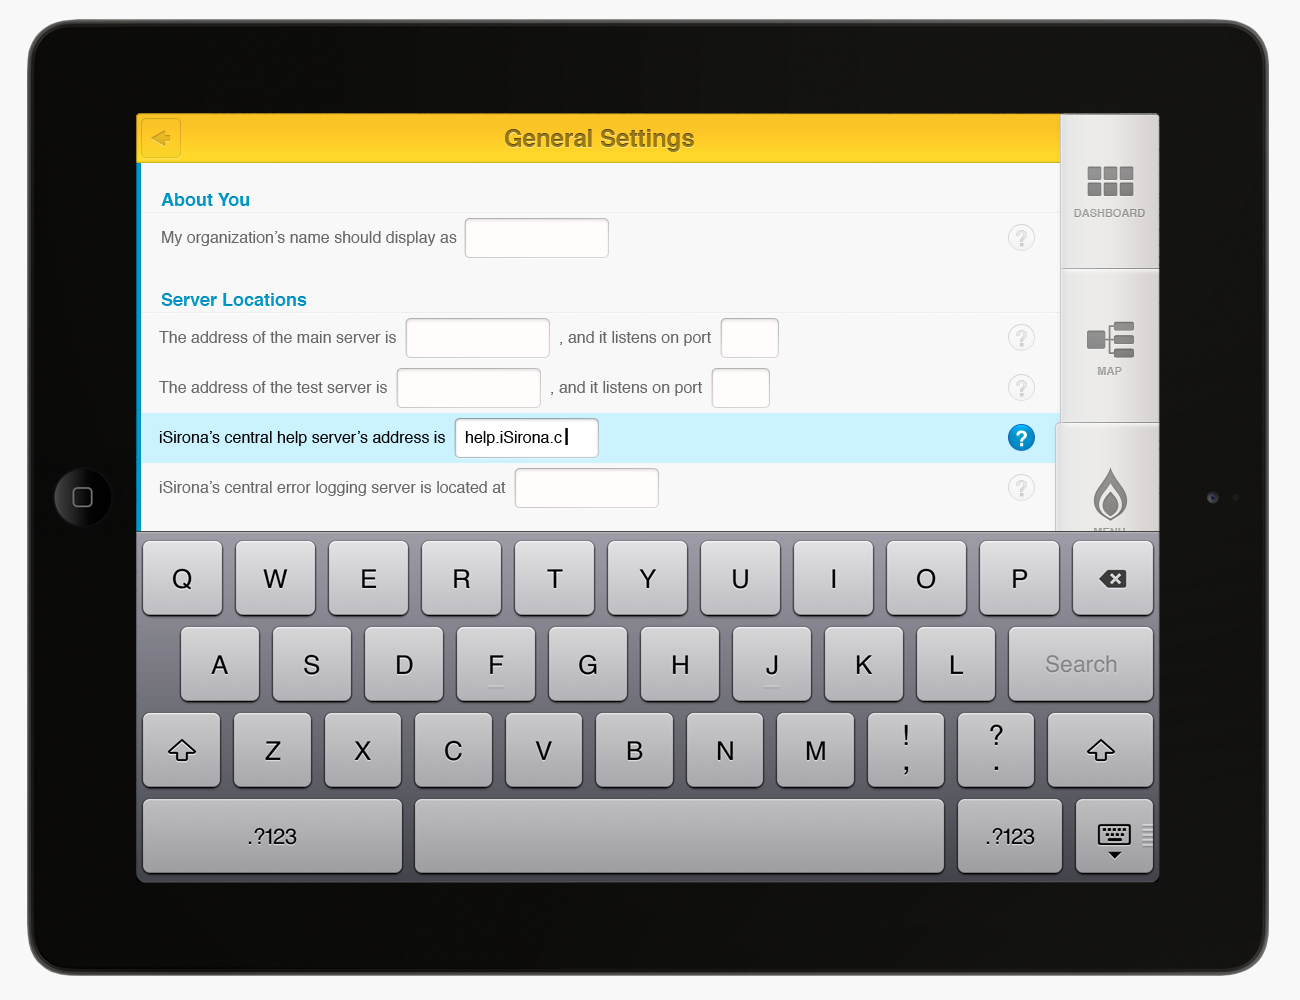 General Settings
About You
My organization's name should display as
?
Server Locations
The address of the main server is , and it listens on port
?
The address of the test server is , and it listens on port
?
iSirona's central help server's address is help.iSirona.c
?
iSirona's central error logging server is located at
?
DASHBOARD
MAP
MENU
Q W E R T Y U I O P
A S D F G H J K L Search
Z X C V B N M ! , ? .
.?123 .?123